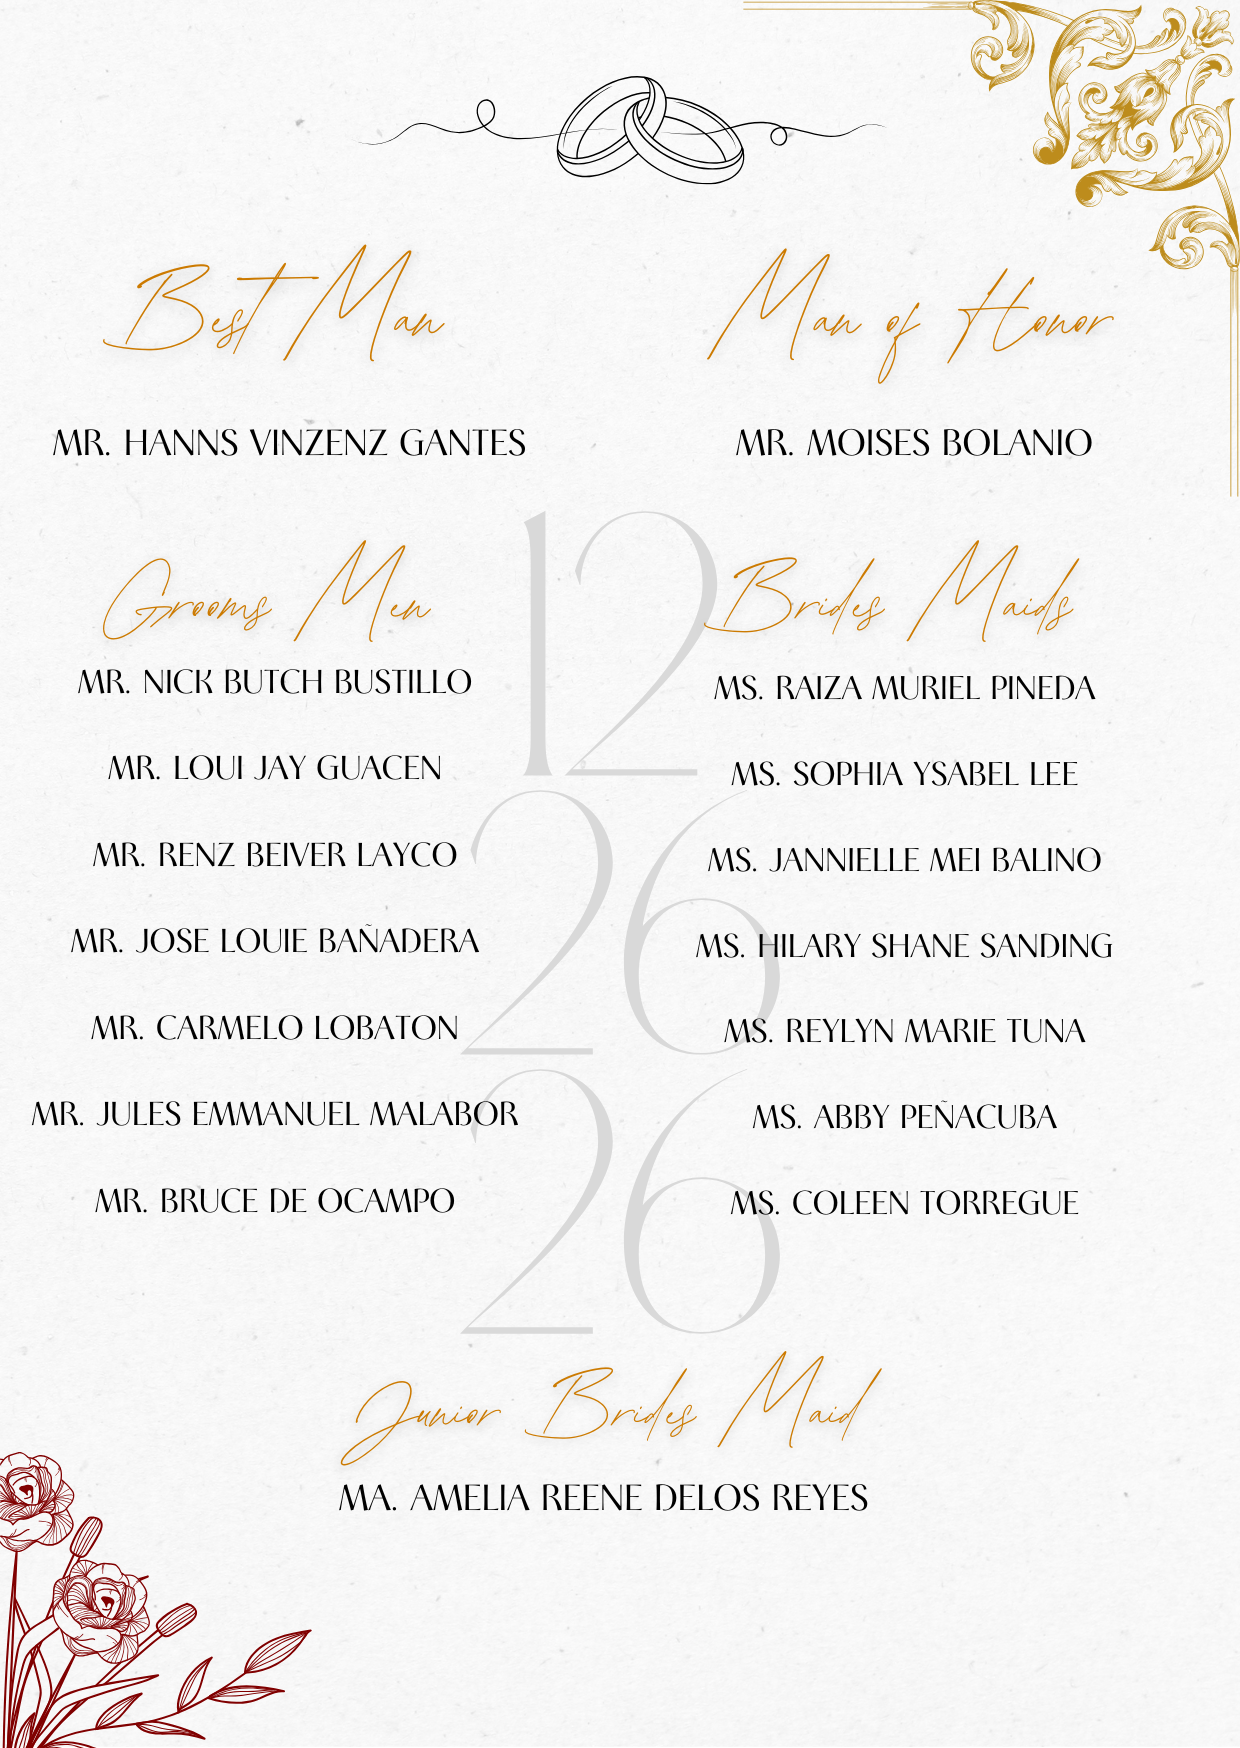 Best Man
MR. HANNS VINZENZ GANTES
Man of Honor
MR. MOISES BOLANIO
12
26
26
Grooms Men
MR. NICK BUTCH BUSTILLO
MR. LOUI JAY GUACEN
MR. RENZ BEIVER LAYCO
MR. JOSE LOUIE BAÑADERA
MR. CARMELO LOBATON
MR. JULES EMMANUEL MALABOR
MR. BRUCE DE OCAMPO
Brides Maids
MS. RAIZA MURIEL PINEDA
MS. SOPHIA YSABEL LEE
MS. JANNIELLE MEI BALINO
MS. HILARY SHANE SANDING
MS. REYLYN MARIE TUNA
MS. ABBY PEÑACUBA
MS. COLEEN TORREGUE
Junior Brides Maid
MA. AMELIA REENE DELOS REYES